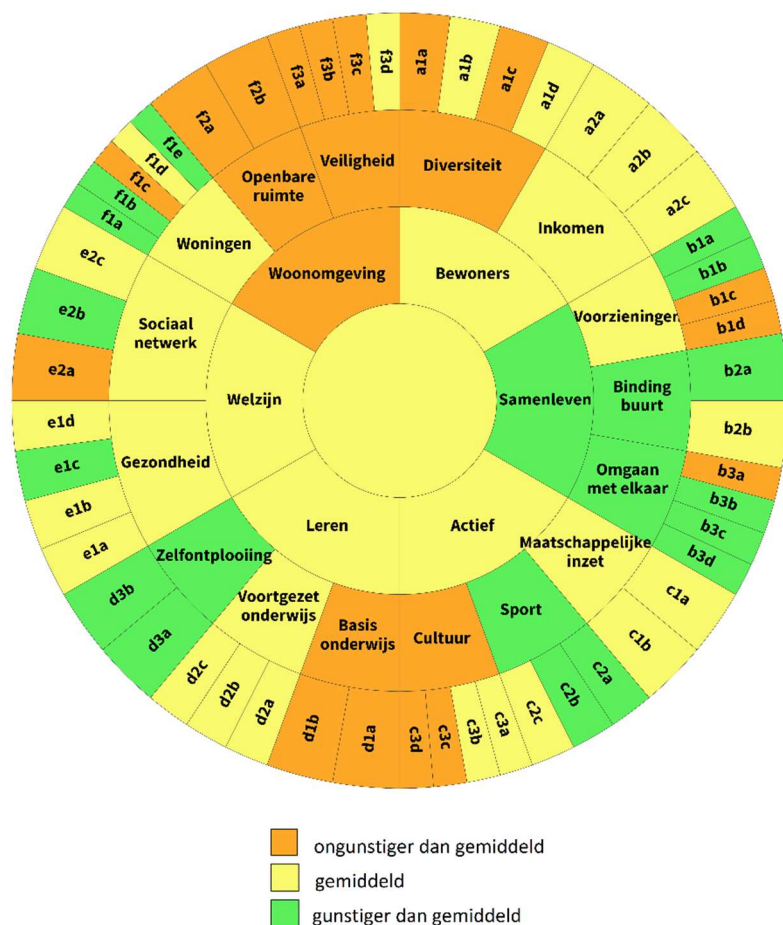 f3d
a1a
f3c
a1b
f3b
a1c
f3a
a1d
f2b
a2a
f2a
a2b
f1e
a2c
f1d
f1c
f1b
f1a
b1a
b1b
b1c
b1d
Veiligheid
Diversiteit
Openbare
ruimte
Inkomen
Woningen
Voorzieningen
Woonomgeving
Bewoners
e2c
e2b
e2a
Sociaal
netwerk
Welzijn
Samenleven
Binding
buurt
b2a
b2b
e1d
e1c
e1b
e1a
Gezondheid
Omgaan
met elkaar
b3a
b3b
b3c
b3d
Leren
Actief
Zelfontplooiing
Maatschappelijke
inzet
Voortgezet
onderwijs
Basis
onderwijs
Cultuur
Sport
d3b
d3a
d2c
d2b
d2a
d1b
d1a
c3d
c3c
c3b
c3a
c2c
c2b
c2a
c1b
c1a
ongunstiger dan gemiddeld
gemiddeld
gunstiger dan gemiddeld